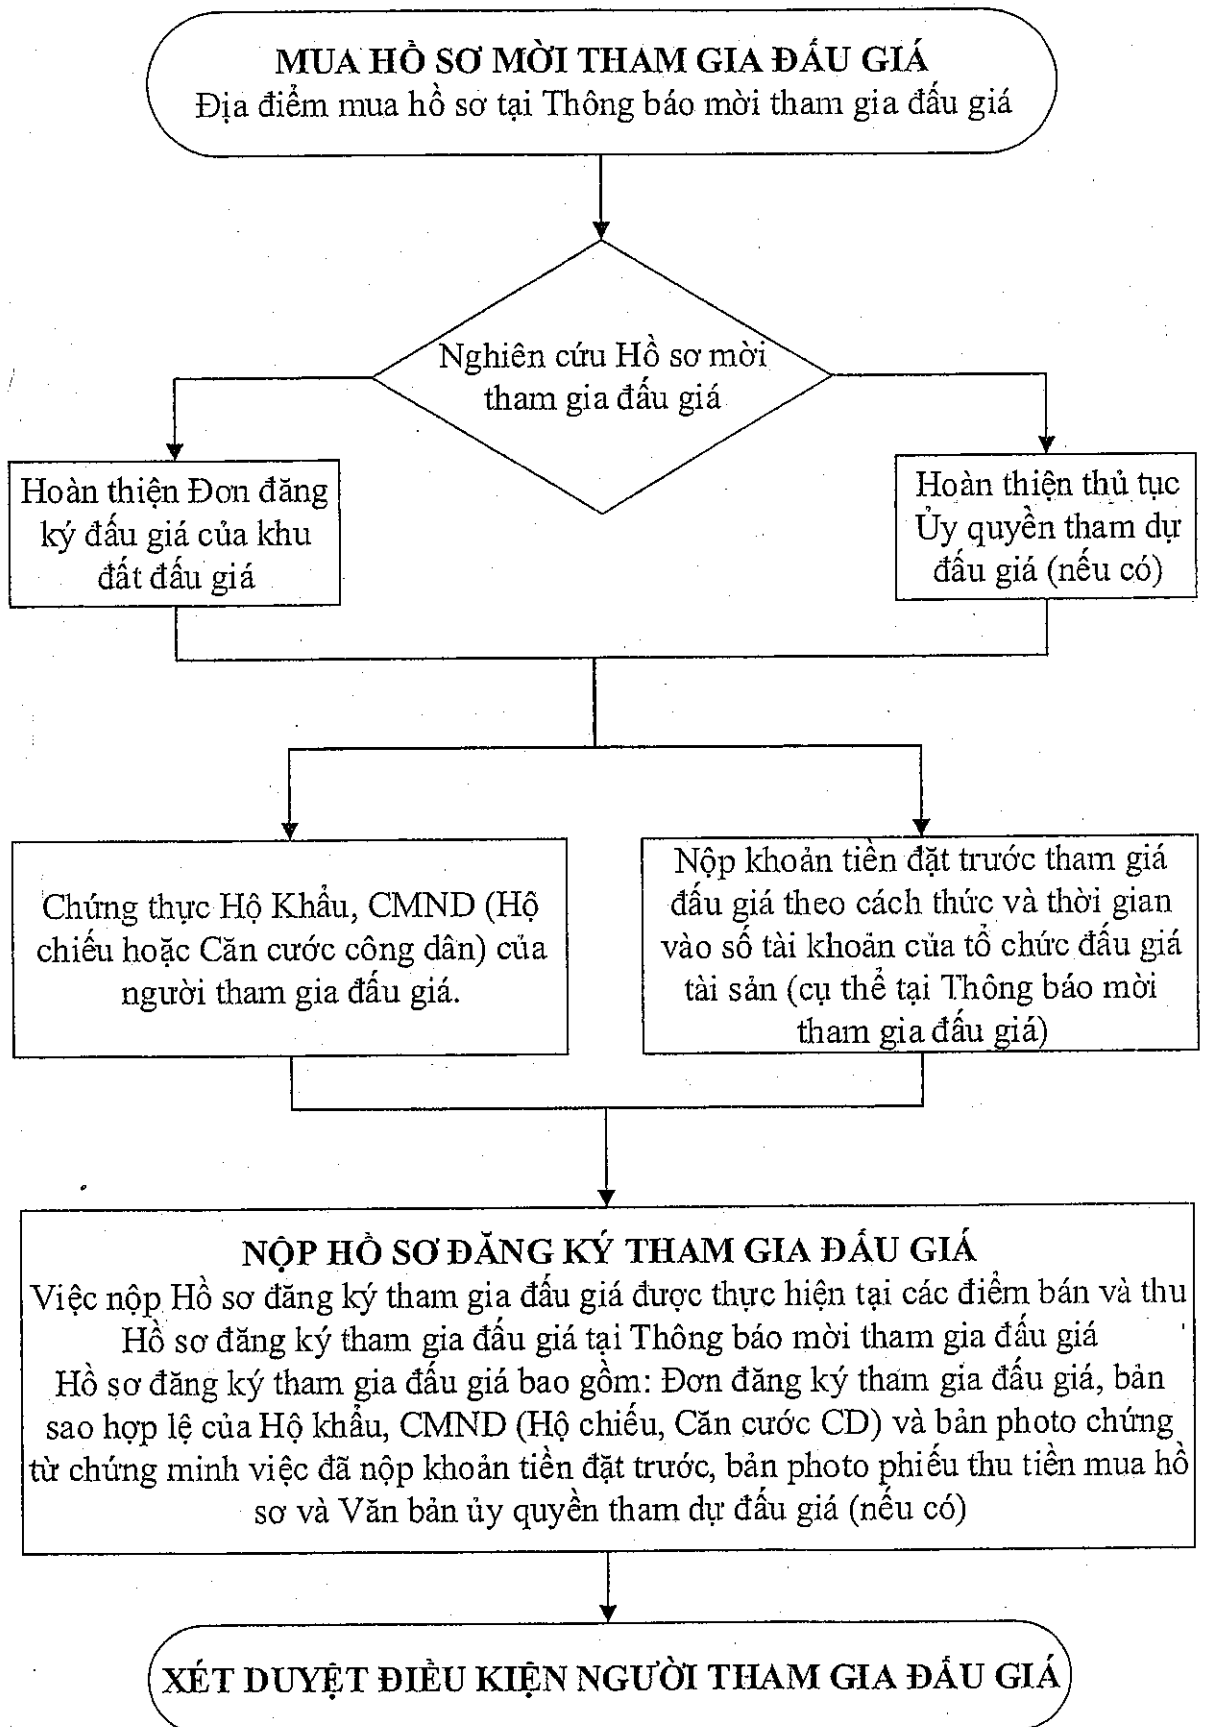 MUA HỒ SƠ MỜI THAM GIA ĐẤU GIÁ
Địa điểm mua hồ sơ tại Thông báo mời tham gia đấu giá
Nghiên cứu Hồ sơ mời
tham gia đấu giá
Hoàn thiện Đơn đăng
ký đấu giá của khu
đất đấu giá
Hoàn thiện thủ tục
Ủy quyền tham dự
đấu giá (nếu có)
Chứng thực Hộ Khẩu, CMND (Hộ
chiếu hoặc Căn cước công dân) của
người tham gia đấu giá.
Nộp khoản tiền đặt trước tham giá
đấu giá theo cách thức và thời gian
vào số tài khoản của tổ chức đấu giá
tài sản (cụ thể tại Thông báo mời
tham gia đấu giá)
NỘP HỒ SƠ ĐĂNG KÝ THAM GIA ĐẤU GIÁ
Việc nộp Hồ sơ đăng ký tham gia đấu giá được thực hiện tại các điểm bán và thu
Hồ sơ đăng ký tham gia đấu giá tại Thông báo mời tham gia đấu giá
Hồ sơ đăng ký tham gia đấu giá bao gồm: Đơn đăng ký tham gia đấu giá, bản
sao hợp lệ của Hộ khẩu, CMND (Hộ chiếu, Căn cước CD) và bản photo chứng
từ chứng minh việc đã nộp khoản tiền đặt trước, bản photo phiếu thu tiền mua hồ
sơ và Văn bản ủy quyền tham dự đấu giá (nếu có)
XÉT DUYỆT ĐIỀU KIỆN NGƯỜI THAM GIA ĐẤU GIÁ